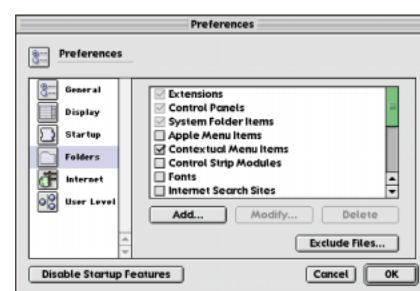 Preferences
Preferences
General
Display
Startup
Folders
Internet
User Level
Extensions
Control Panels
System Folder Items
Apple Menu Items
Contextual Menu Items
Control Strip Modules
Fonts
Internet Search Sites
Add... Modify... Delete
Exclude Files...
Disable Startup Features Cancel OK